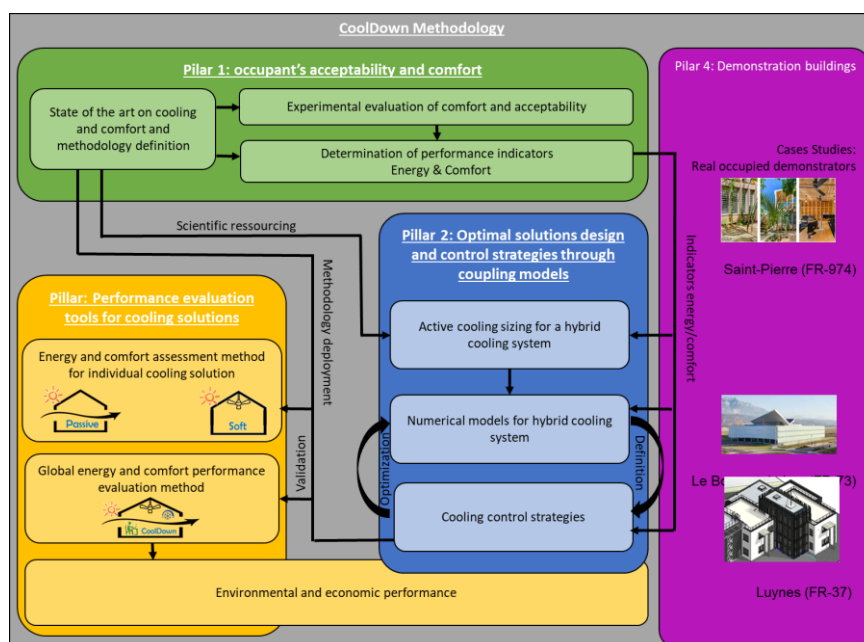 CoolDown Methodology
Pilar 1: occupant's acceptability and comfort
State of the art on cooling
and comfort and
methodology definition
Experimental evaluation of comfort and acceptability
Determination of performance indicators
Energy & Comfort
Scientific ressourcing
Methodology deployment
Validation
Pillar 2: Optimal solutions design
and control strategies through
coupling models
Active cooling sizing for a hybrid
cooling system
Numerical models for hybrid cooling
system
Cooling control strategies
Optimization
Definition
Indicators energy/comfort
Pillar: Performance evaluation
tools for cooling solutions
Energy and comfort assessment method
for individual cooling solution
Passive
Soft
Global energy and comfort performance
evaluation method
CoolDown
Environmental and economic performance
Pilar 4: Demonstration buildings
Cases Studies:
Real occupied demonstrators
Saint-Pierre (FR-974)
Le
73)
Luynes (FR-37)